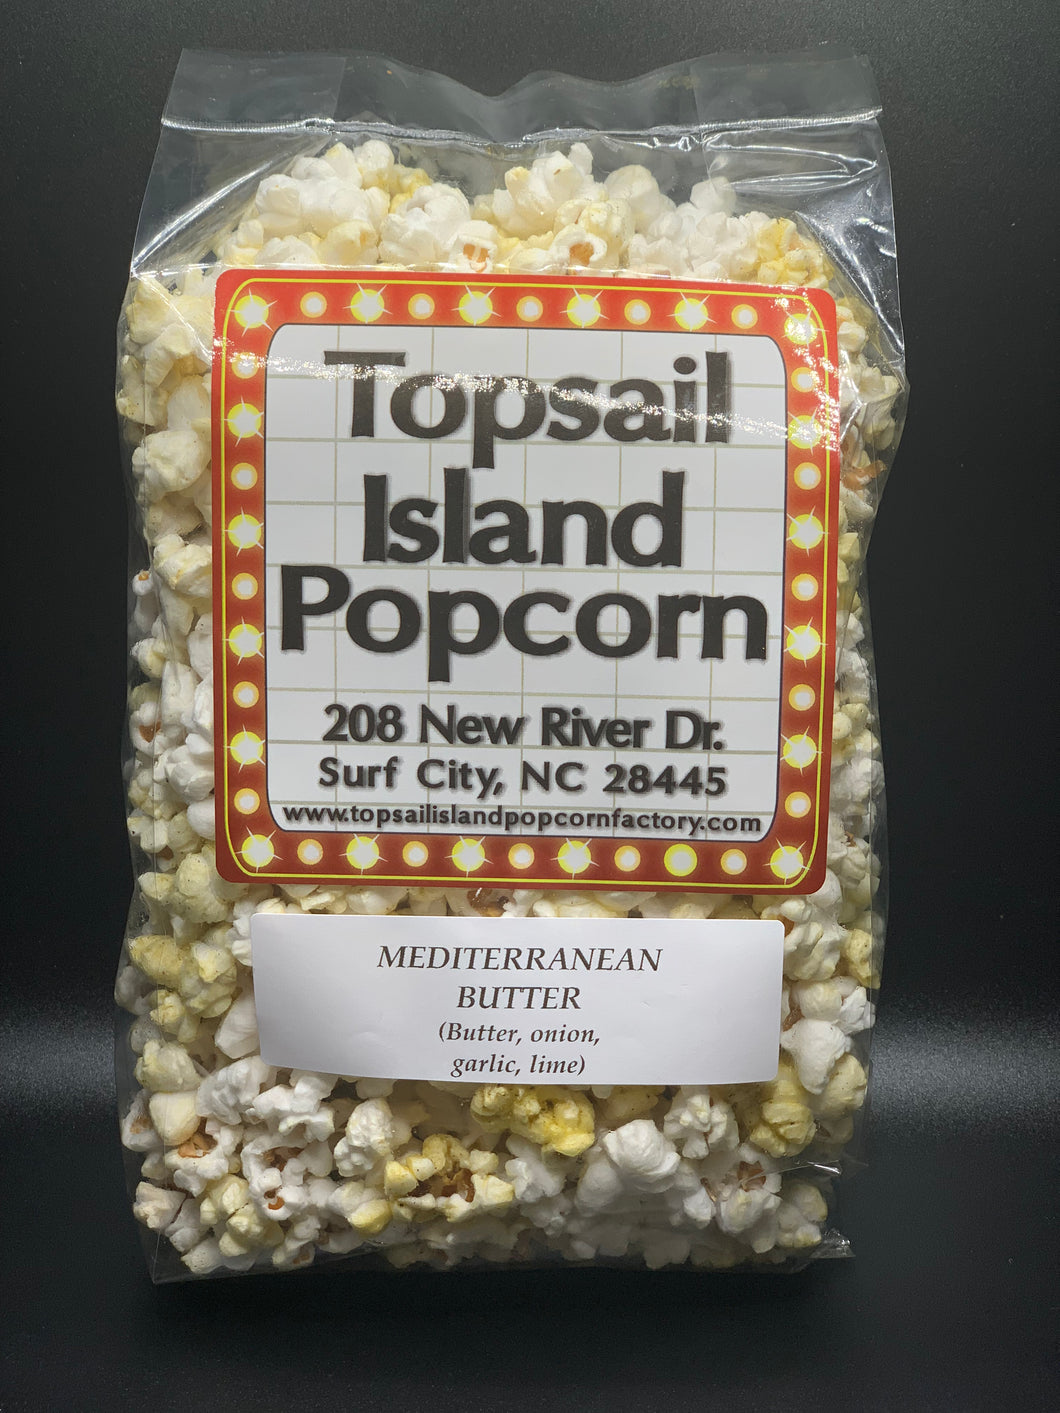 Topsail
Island
Popcorn
208 New River Dr.
Surf City, NC 28445
www.topsailislandpopcornfactory.com
MEDITERRANEAN
BUTTER
(Butter, onion,
garlic, lime)